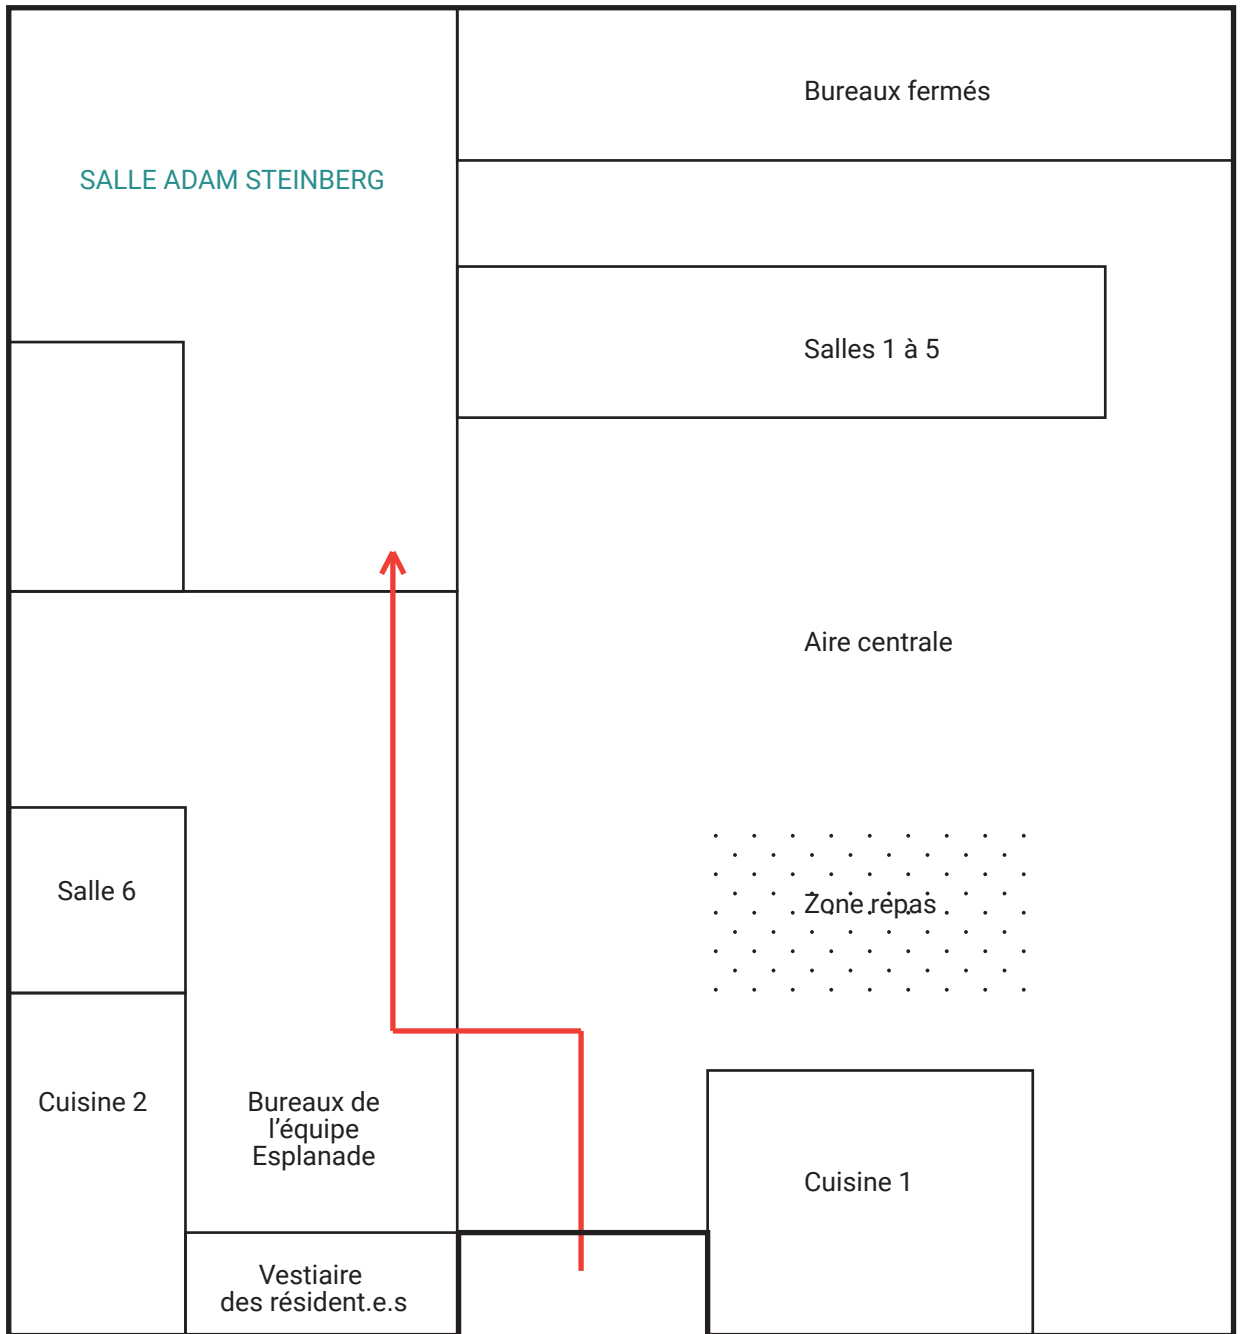 Bureaux fermés
SALLE ADAM STEINBERG
Salles 1 à 5
Aire centrale
Salle 6
Zone repas
Cuisine 2
Bureaux de
l'équipe
Esplanade
Cuisine 1
Vestiaire
des résident.e.s